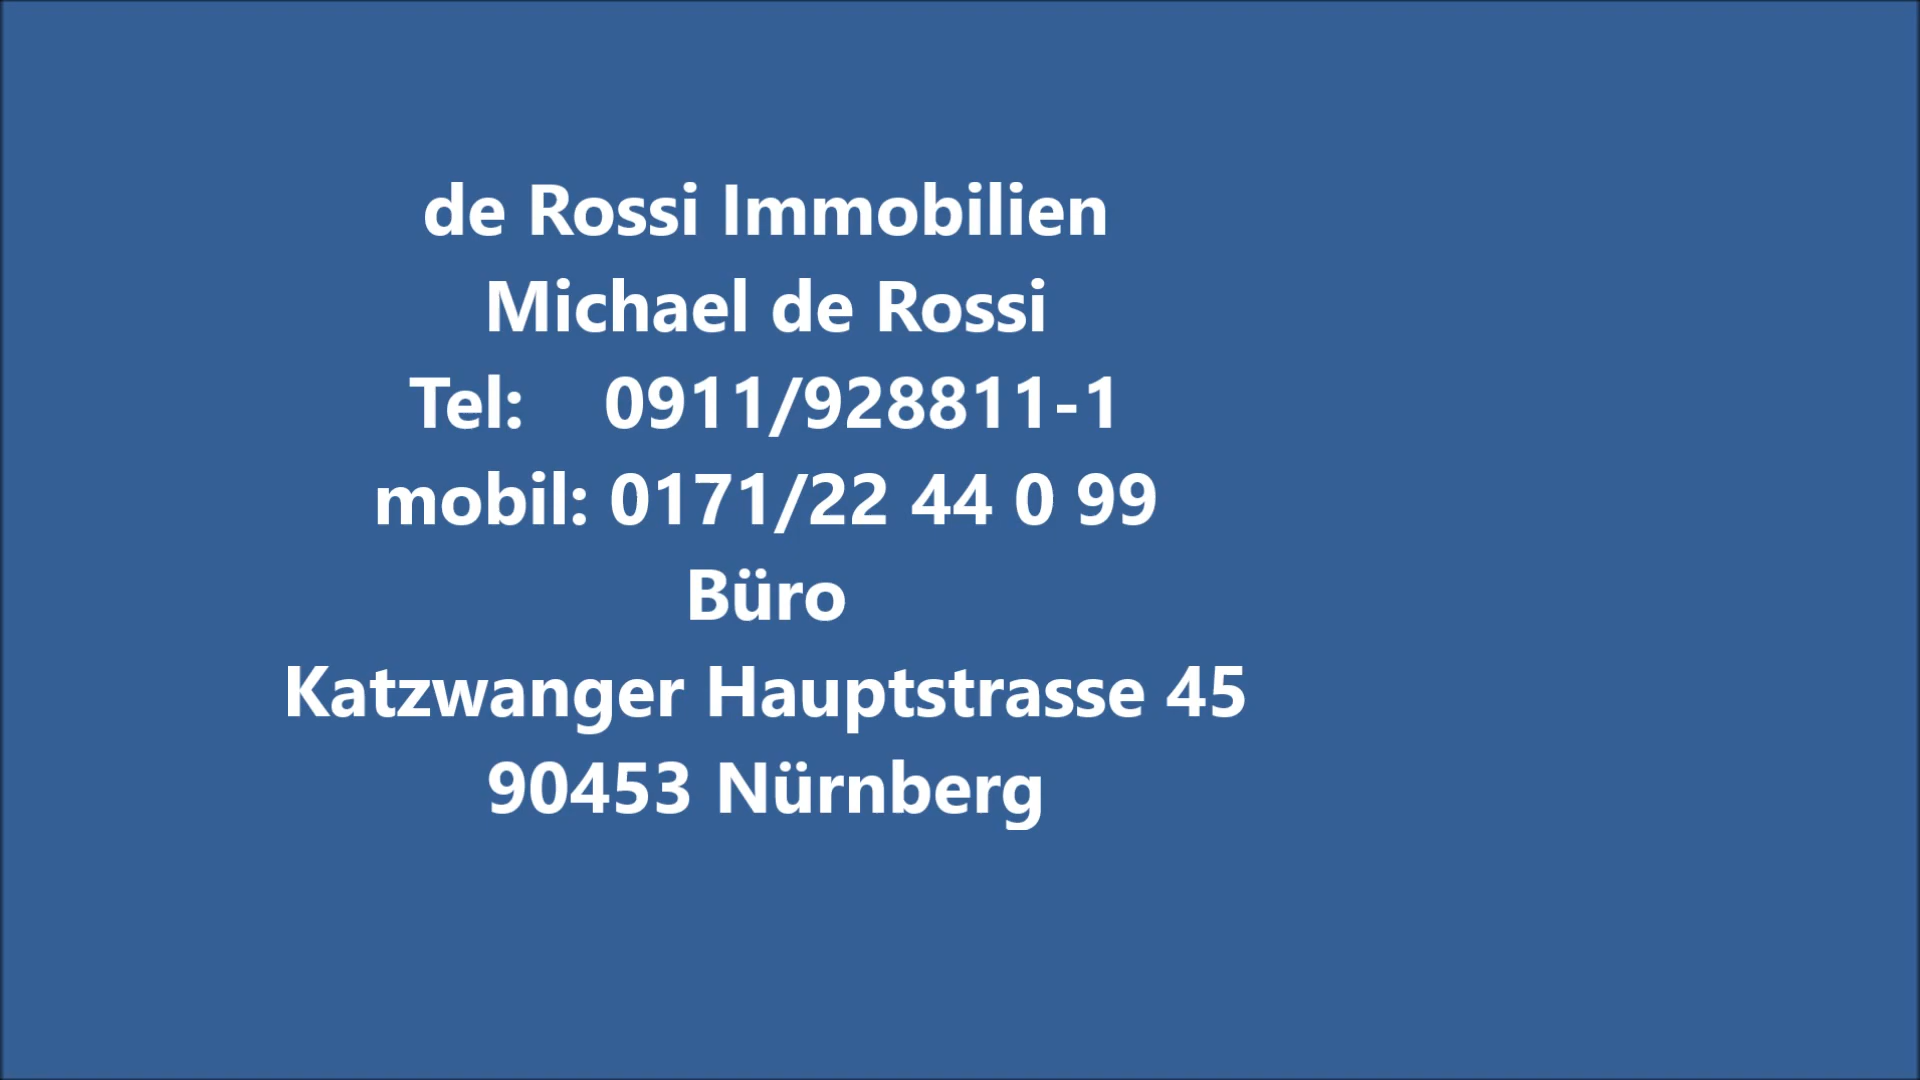 de Rossi Immobilien
Michael de Rossi
Tel: 0911/928811-1
mobil: 0171/22 44 0 99
Büro
Katzwanger Hauptstrasse 45
90453 Nürnberg